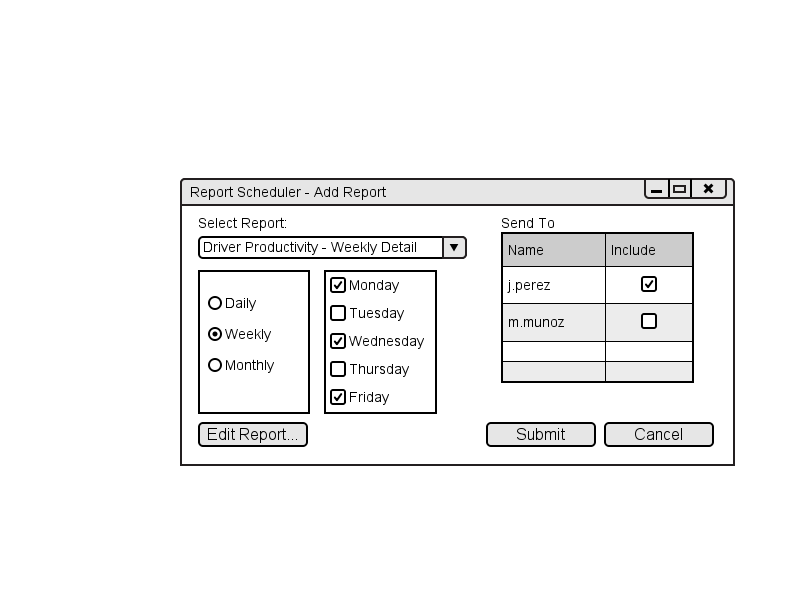 Report Scheduler - Add Report
Select Report:
Driver Productivity - Weekly Detail
Daily
Weekly
Monthly
Monday
Tuesday
Wednesday
Thursday
Friday
Edit Report...
Send To
Name Include
j.perez
m.munoz
Submit
Cancel